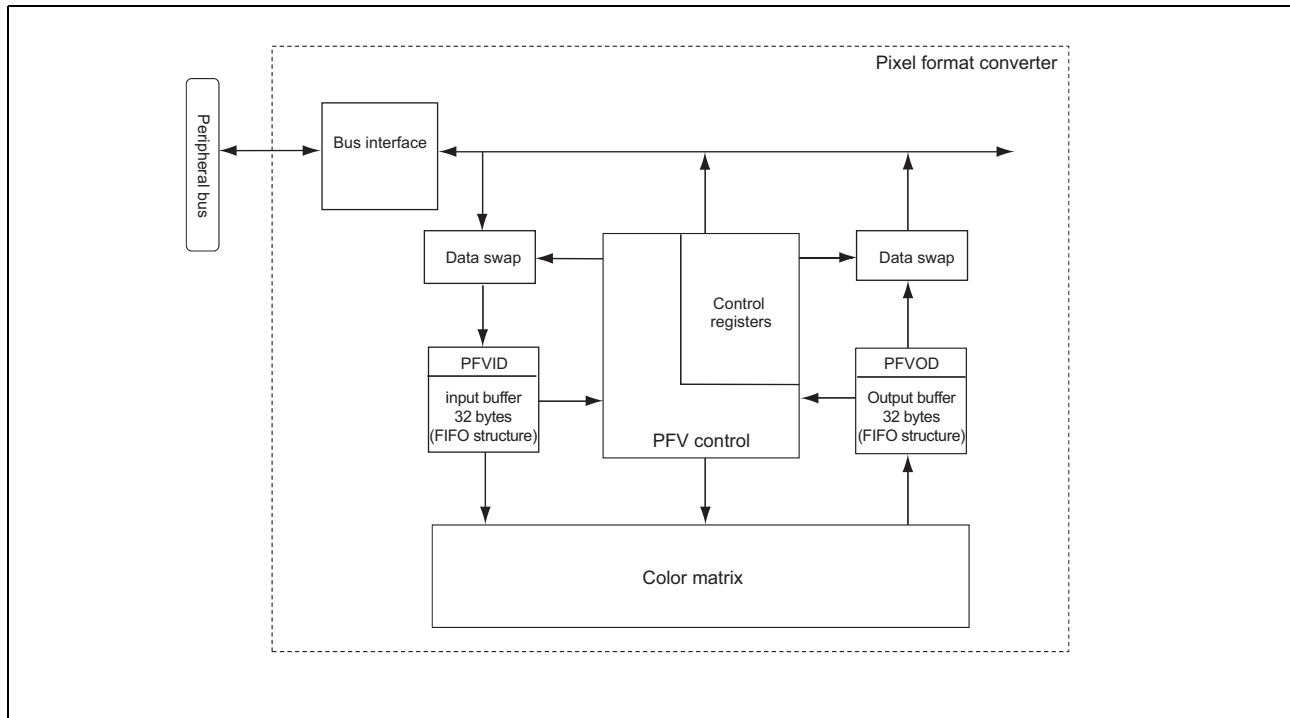 Pixel format converter
Peripheral bus
Bus interface
Data swap
Data swap
Control
registers
PFVID
input buffer
32 bytes
(FIFO structure)
PFV control
PFVOD
Output buffer
32 bytes
(FIFO structure)
Color matrix